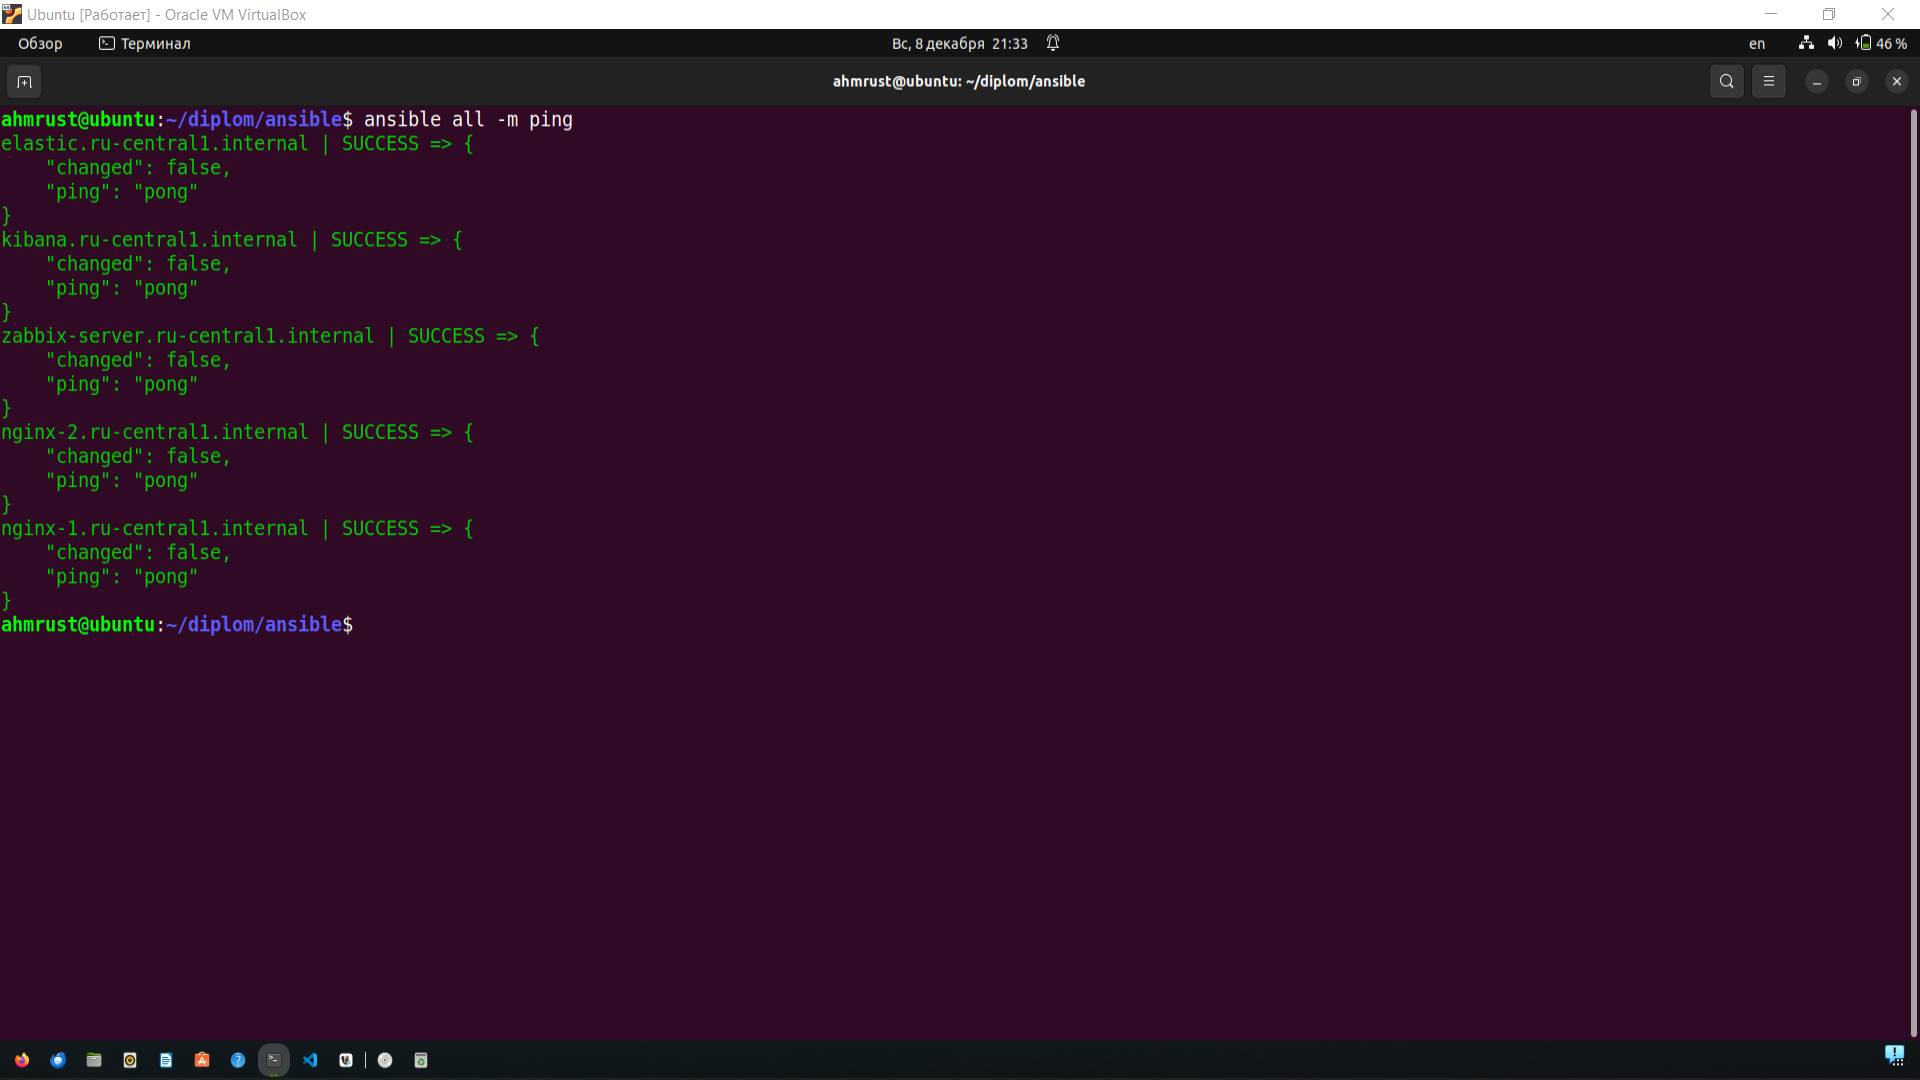 Ubuntu [Работает] - Oracle VM VirtualBox
Обзор Терминал Вс, 8 декабря 21:33 en 46 %
ahmrust@ubuntu: ~/diplom/ansible
ahmrust@ubuntu:~/diplom/ansible$ ansible all -m ping
elastic.ru-central1.internal | SUCCESS => {
    "changed": false,
    "ping": "pong"
}
kibana.ru-central1.internal | SUCCESS => {
    "changed": false,
    "ping": "pong"
}
zabbix-server.ru-central1.internal | SUCCESS => {
    "changed": false,
    "ping": "pong"
}
nginx-2.ru-central1.internal | SUCCESS => {
    "changed": false,
    "ping": "pong"
}
nginx-1.ru-central1.internal | SUCCESS => {
    "changed": false,
    "ping": "pong"
}
ahmrust@ubuntu:~/diplom/ansible$